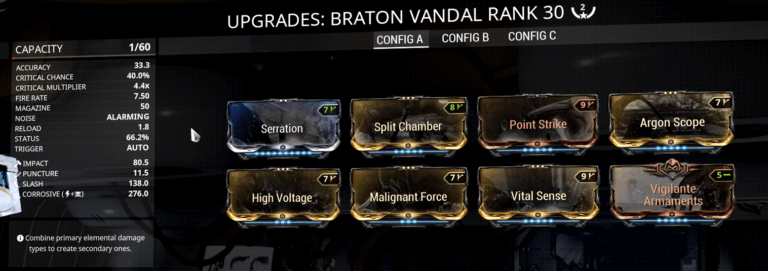 UPGRADES: BRATON VANDAL RANK 30 2
CONFIG A CONFIG B CONFIG C
CAPACITY 1/60
ACCURACY 33.3
CRITICAL CHANCE 40.0%
CRITICAL MULTIPLIER 4.4x
FIRE RATE 7.50
MAGAZINE 50
NOISE ALARMING
RELOAD 1.8
STATUS 66.2%
TRIGGER AUTO
IMPACT 80.5
PUNCTURE 11.5
SLASH 138.0
CORROSIVE ( + ) 276.0
Combine primary elemental damage
types to create secondary ones.
7
Serration
8
Split Chamber
9
Point Strike
7
Argon Scope
7
High Voltage
7
Malignant Force
9
Vital Sense
5
Vigilante
Armaments